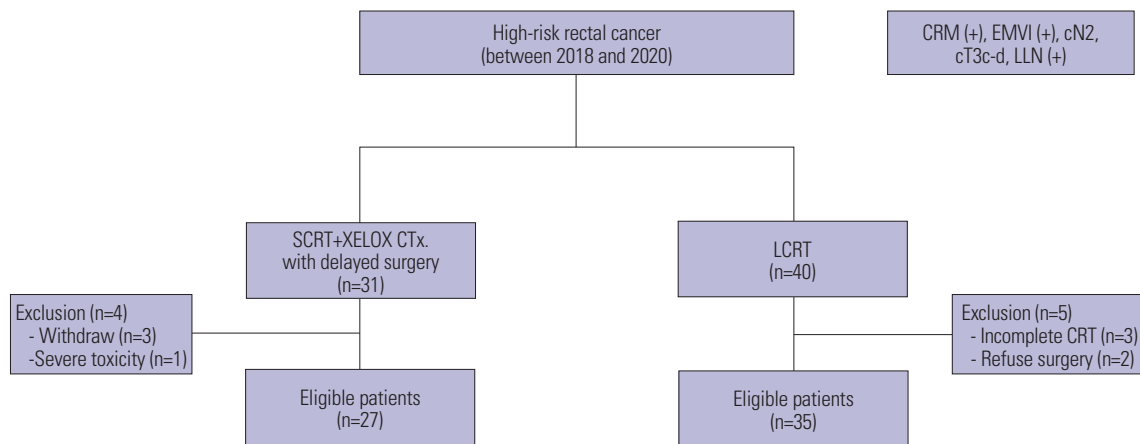 High-risk rectal cancer
(between 2018 and 2020)
CRM (+), EMVI (+), cN2,
cT3c-d, LLN (+)
SCRT+XELOX CTx.
with delayed surgery
(n=31)
LCRT
(n=40)
Exclusion (n=4)
- Withdraw (n=3)
-Severe toxicity (n=1)
Exclusion (n=5)
- Incomplete CRT (n=3)
- Refuse surgery (n=2)
Eligible patients
(n=27)
Eligible patients
(n=35)